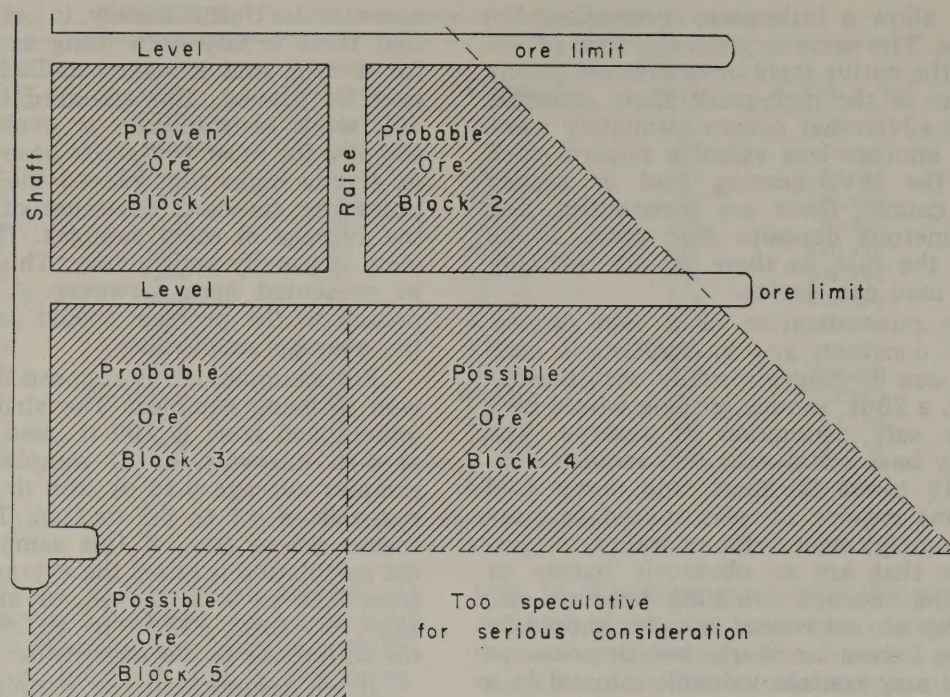 Level
ore limit
Proven
Ore
Block 1
Probable
Ore
Block 2
Shaft
Raise
Level
ore limit
Probable
Ore
Block 3
Possible
Ore
Block 4
Possible
Ore
Block 5
Too speculative
for serious consideration